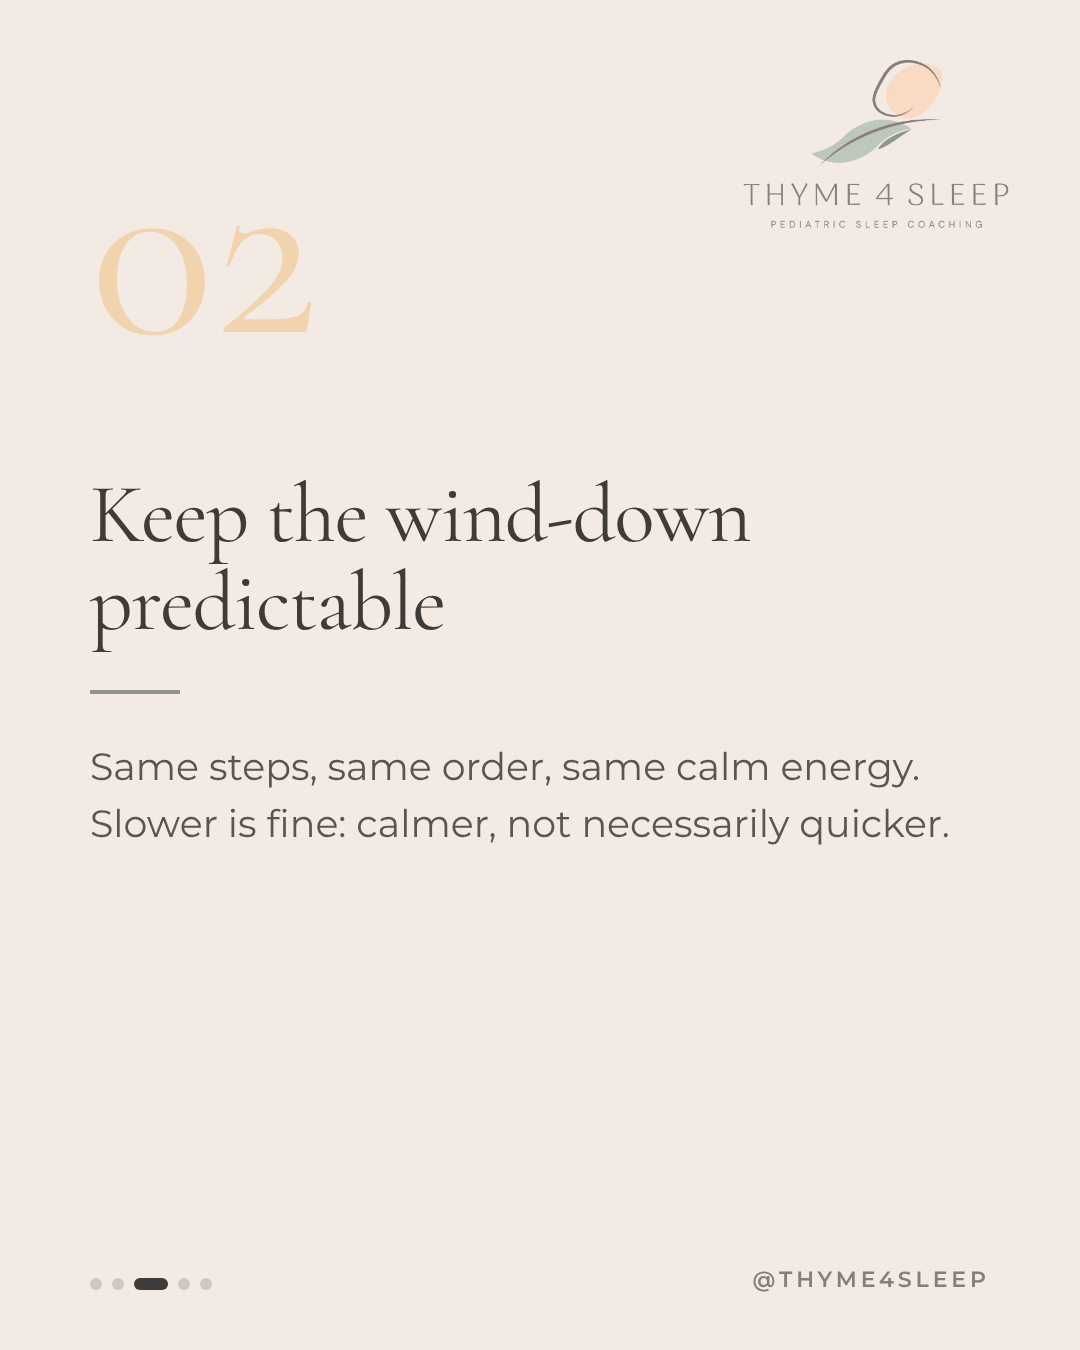 THYME 4 SLEEP
PEDIATRIC SLEEP COACHING
02
Keep the wind-down
predictable
Same steps, same order, same calm energy.
Slower is fine: calmer, not necessarily quicker.
@THYME4SLEEP